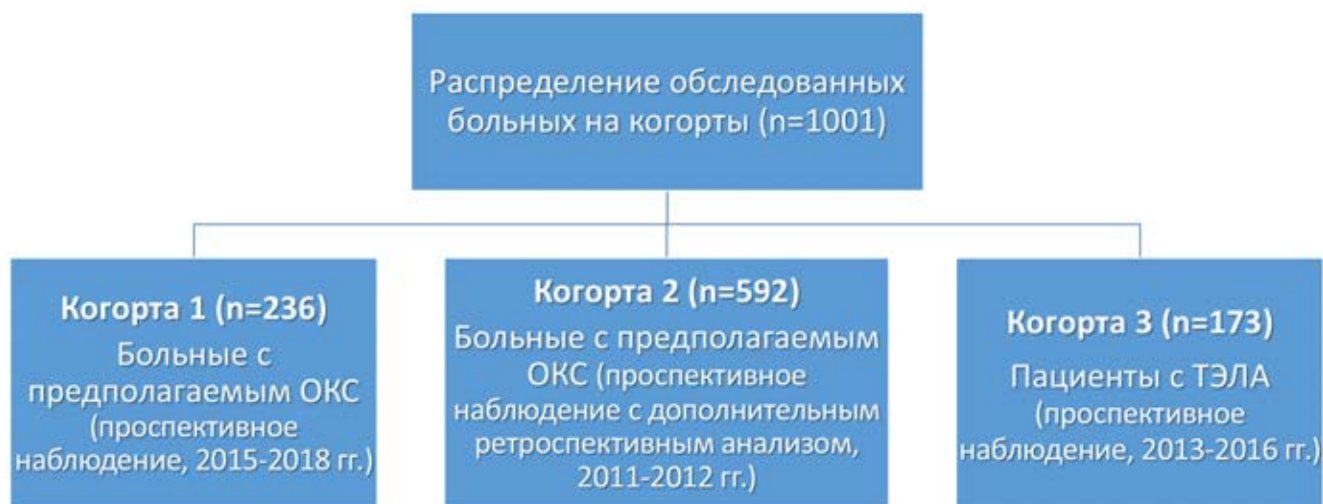 Распределение обследованных
больных на когорты (n=1001)
Когорта 1 (n=236)
Больные с
предполагаемым ОКС
(проспективное
наблюдение, 2015-2018 гг.)
Когорта 2 (n=592)
Больные с предполагаемым
ОКС (проспективное
наблюдение с дополнительным
ретроспективным анализом,
2011-2012 гг.)
Когорта 3 (n=173)
Пациенты с ТЭЛА
(проспективное
наблюдение, 2013-2016 гг.)